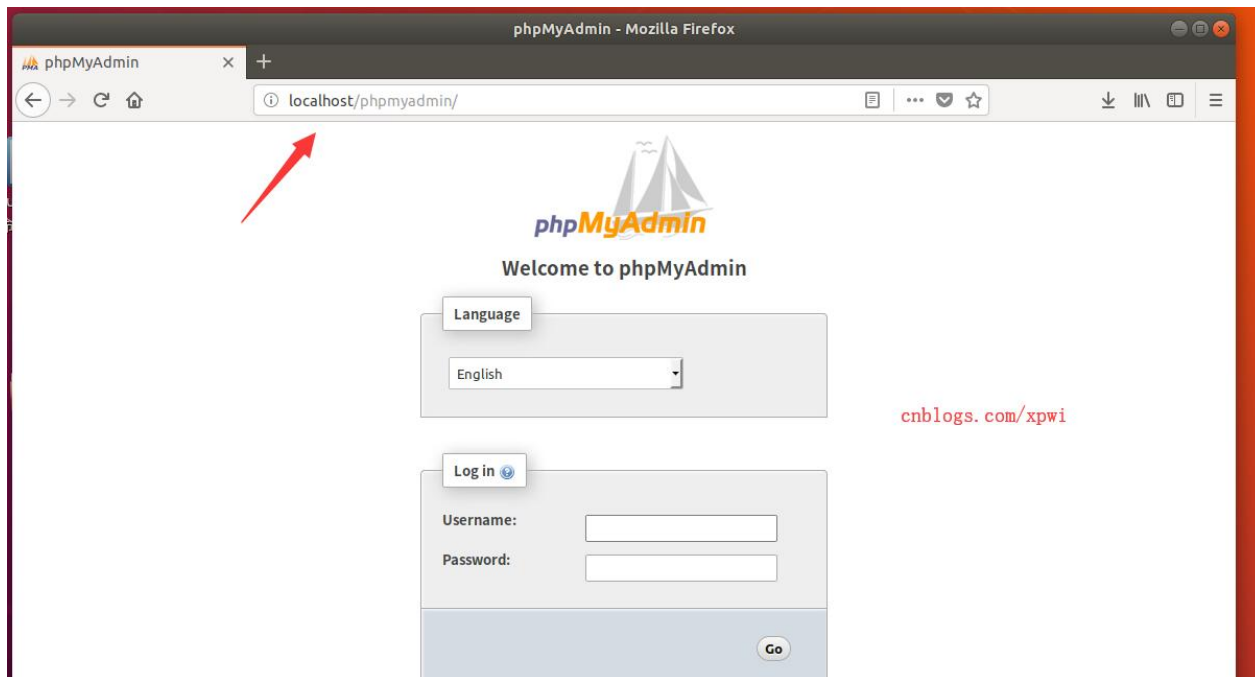 phpMyAdmin - Mozilla Firefox
phpMyAdmin
localhost/phpmyadmin/
phpMyAdmin
Welcome to phpMyAdmin
Language
English
cnblogs.com/xpwi
Log in
Username:
Password:
Go